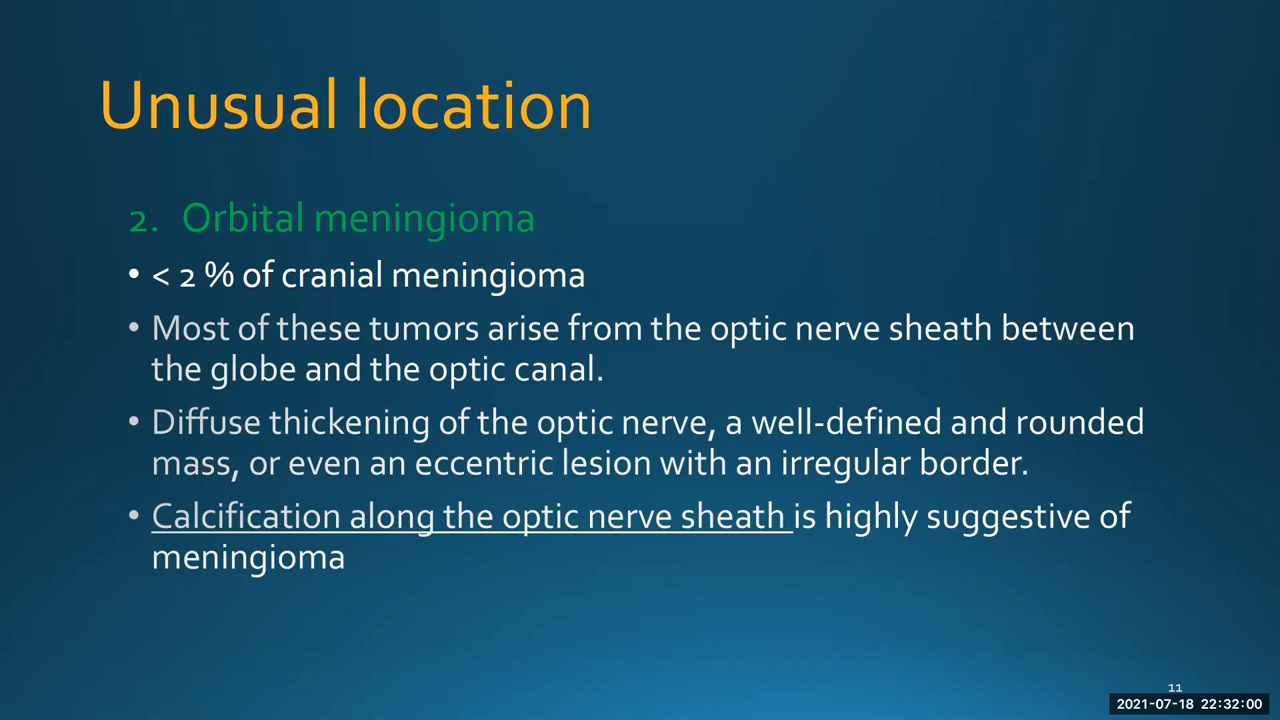 Unusual location
2. Orbital meningioma
• < 2 % of cranial meningioma
• Most of these tumors arise from the optic nerve sheath between
the globe and the optic canal.
• Diffuse thickening of the optic nerve, a well-defined and rounded
mass, or even an eccentric lesion with an irregular border.
• Calcification along the optic nerve sheath is highly suggestive of
meningioma
11
2021-07-18 22:32:00